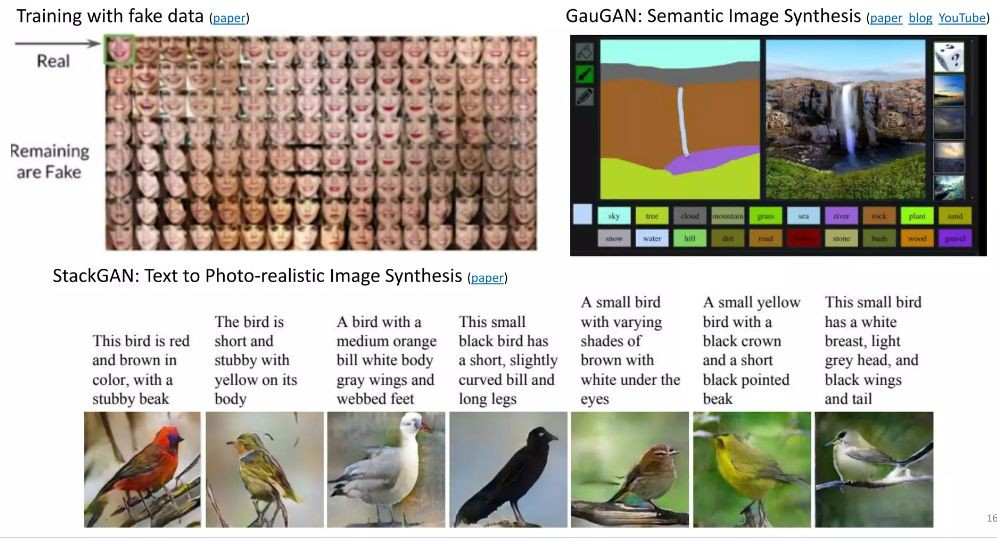 Training with fake data (paper)
Real
Remaining
are Fake
GauGAN: Semantic Image Synthesis (paper blog YouTube)
sky tree cloud mountain grass sea river rock plant sand
snow water hill dirt road stone bush wood gravel
StackGAN: Text to Photo-realistic Image Synthesis (paper)
This bird is red
and brown in
color, with a
stubby beak
The bird is
short and
stubby with
yellow on its
body
A bird with a
medium orange
bill white body
gray wings and
webbed feet
This small
black bird has
a short, slightly
curved bill and
long legs
A small bird
with varying
shades of
brown with
white under the
eyes
A small yellow
bird with a
black crown
and a short
black pointed
beak
This small bird
has a white
breast, light
grey head, and
black wings
and tail
16